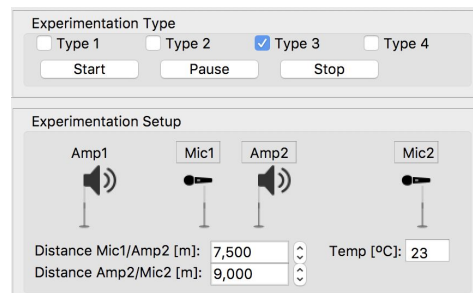 Experimentation Type
Type 1 Type 2 Type 3 Type 4
Start Pause Stop
Experimentation Setup
Amp1 Mic1 Amp2 Mic2
Distance Mic1/Amp2 [m]: 7,500 Temp [ºC]: 23
Distance Amp2/Mic2 [m]: 9,000